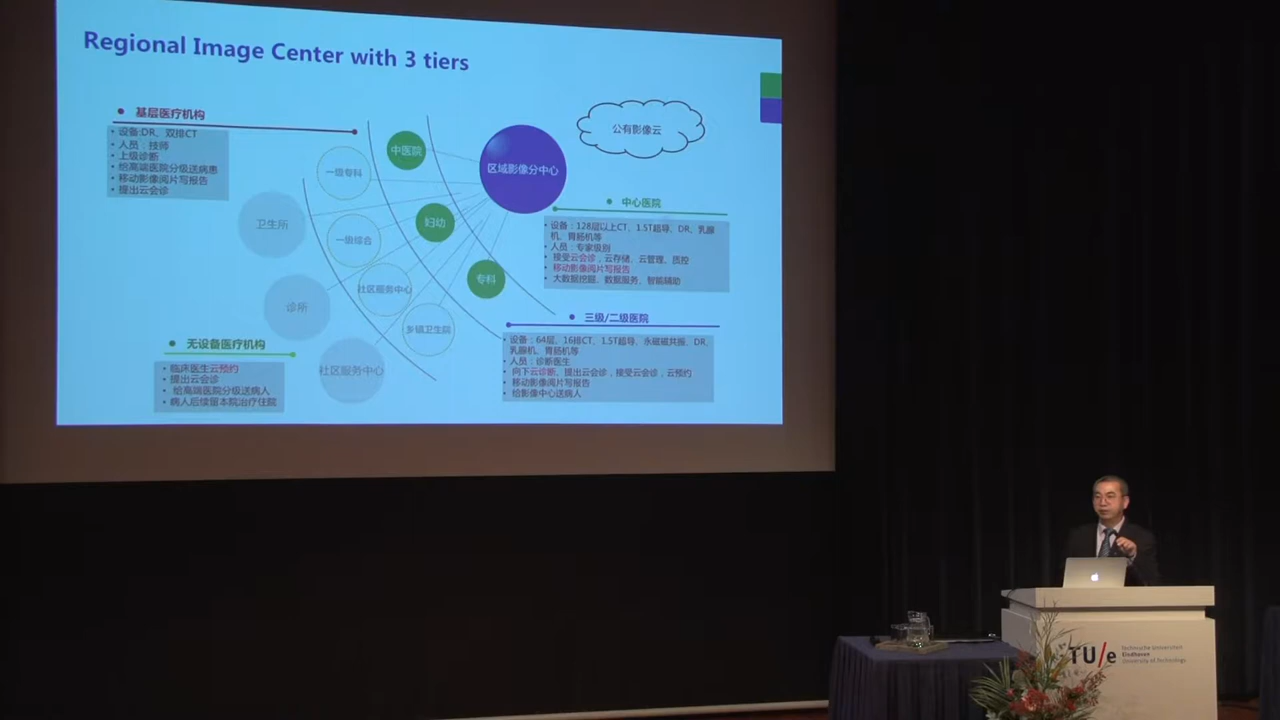 Regional Image Center with 3 tiers
基层医疗机构
• 设备:DR、双排CT
• 人员:技师
• 上级诊断
• 给高端医院分级送病患
• 移动影像阅片写报告
• 提出云会诊
公有影像云
中医院
区域影像分中心
一级专科
妇幼
卫生所
一级综合
专科
社区服务中心
诊所
乡镇卫生院
社区服务中心
中心医院
• 设备：128层以上CT、1.5T超导、DR、乳腺
机、胃肠机等
• 人员：专家级别
• 接受云会诊，云存储、云管理、质控
• 移动影像阅片写报告
• 大数据挖掘、数据服务、智能辅助
三级/二级医院
• 设备：64层、16排CT、1.5T超导、永磁磁共振、DR、
乳腺机、胃肠机等
• 人员：诊断医生
• 向下云诊断、提出云会诊，接受云会诊，云预约
• 移动影像阅片写报告
• 给影像中心送病人
无设备医疗机构
• 临床医生云预约
• 提出云会诊
• 给高端医院分级送病人
• 病人后续留本院治疗住院
TU/e
Technische Universiteit
Eindhoven
University of Technology